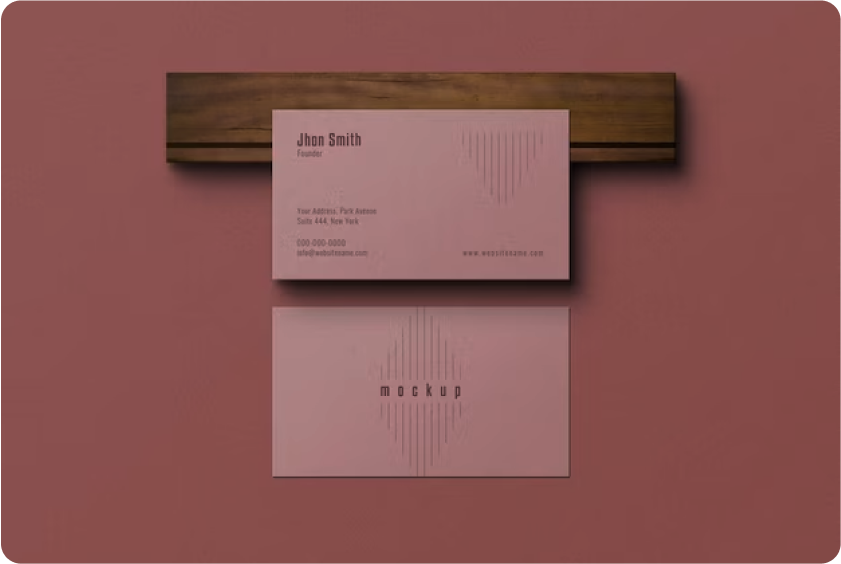 Jhon Smith
Founder
Your Address, Park Avenue
Suite 444, New York
000-000-0000
info@websitename.com
www.websitename.com
mockup